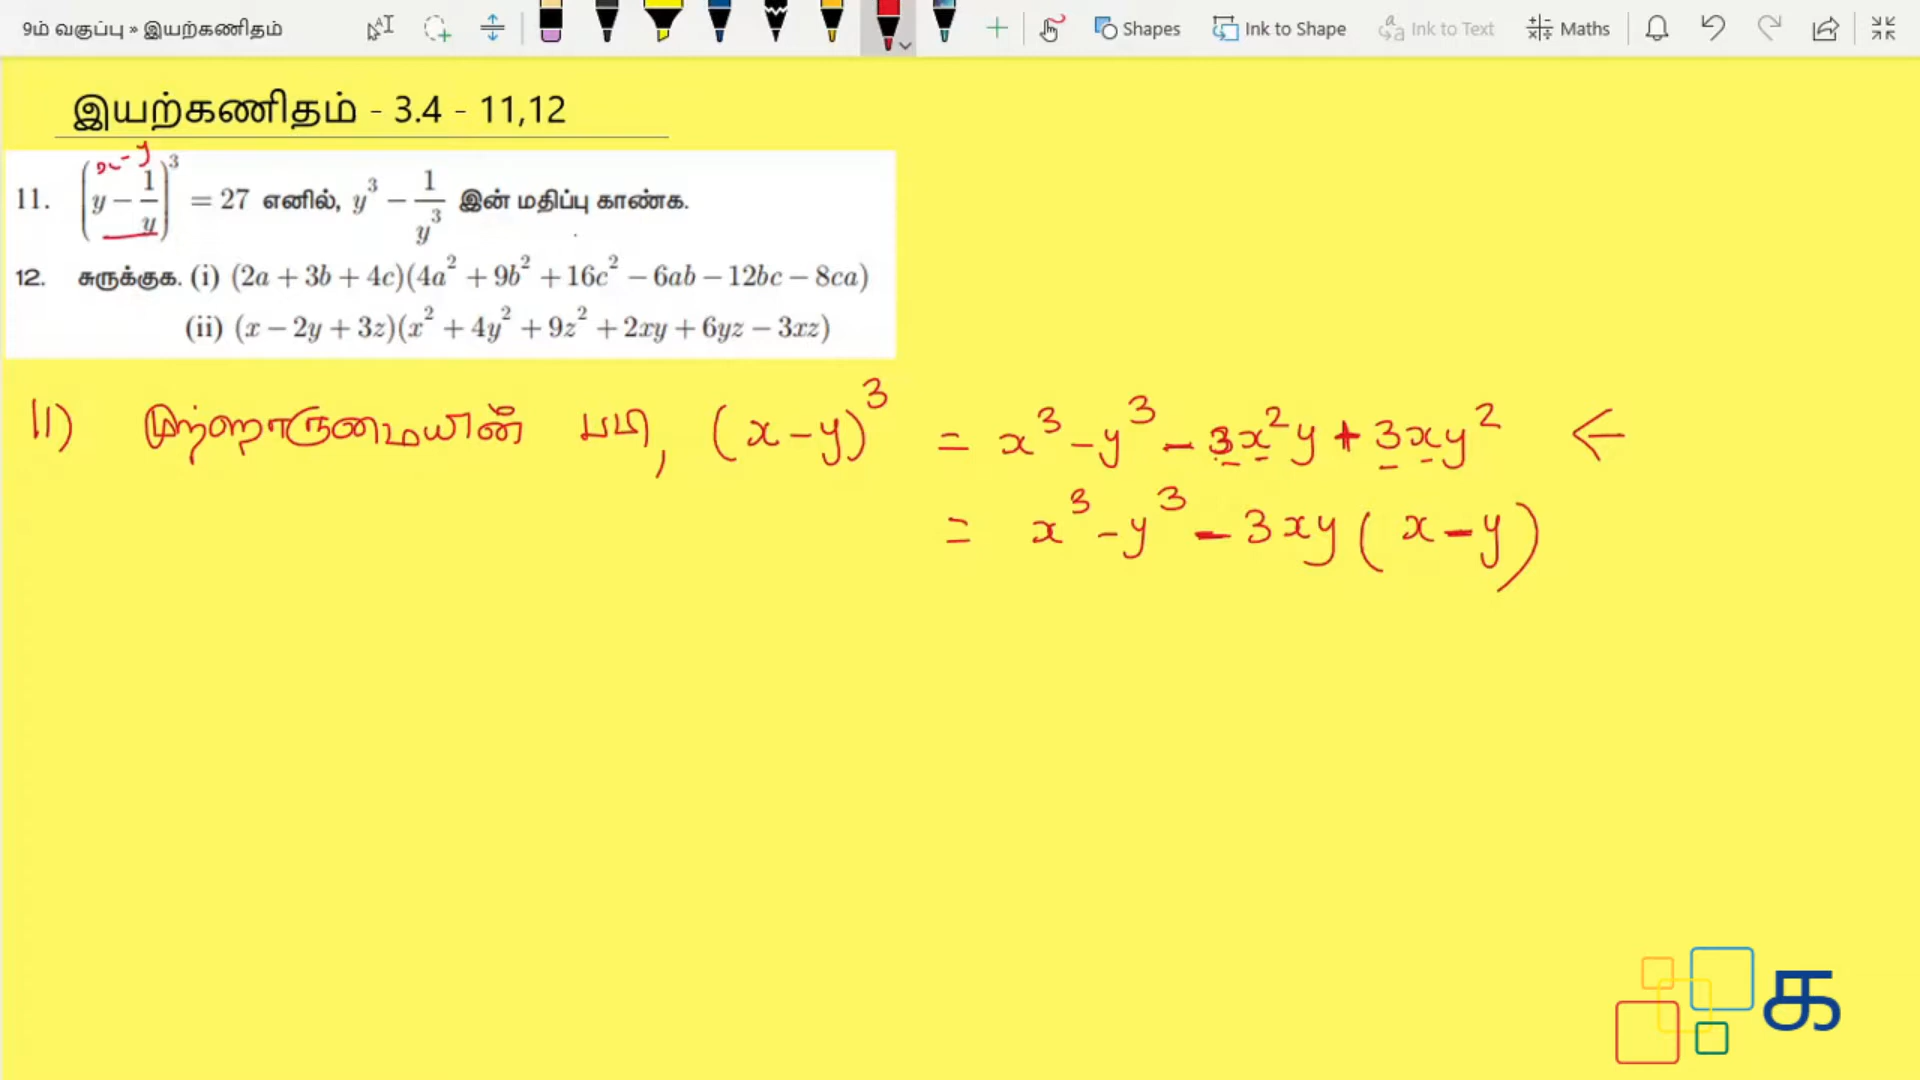 9ம் வகுப்பு » இயற்கணிதம் Shapes Ink to Shape Ink to Text Maths
இயற்கணிதம் - 3.4 - 11,12
x - y
11. (y - 1/y)³ = 27 எனில், y³ - 1/y³ இன் மதிப்பு காண்க.
12. சுருக்குக. (i) (2a + 3b + 4c)(4a² + 9b² + 16c² - 6ab - 12bc - 8ca)
(ii) (x - 2y + 3z)(x² + 4y² + 9z² + 2xy + 6yz - 3xz)
11) முற்றொருமையின் படி, (x-y)³ = x³ - y³ - 3x²y + 3xy² ←
= x³ - y³ - 3xy (x - y)
க